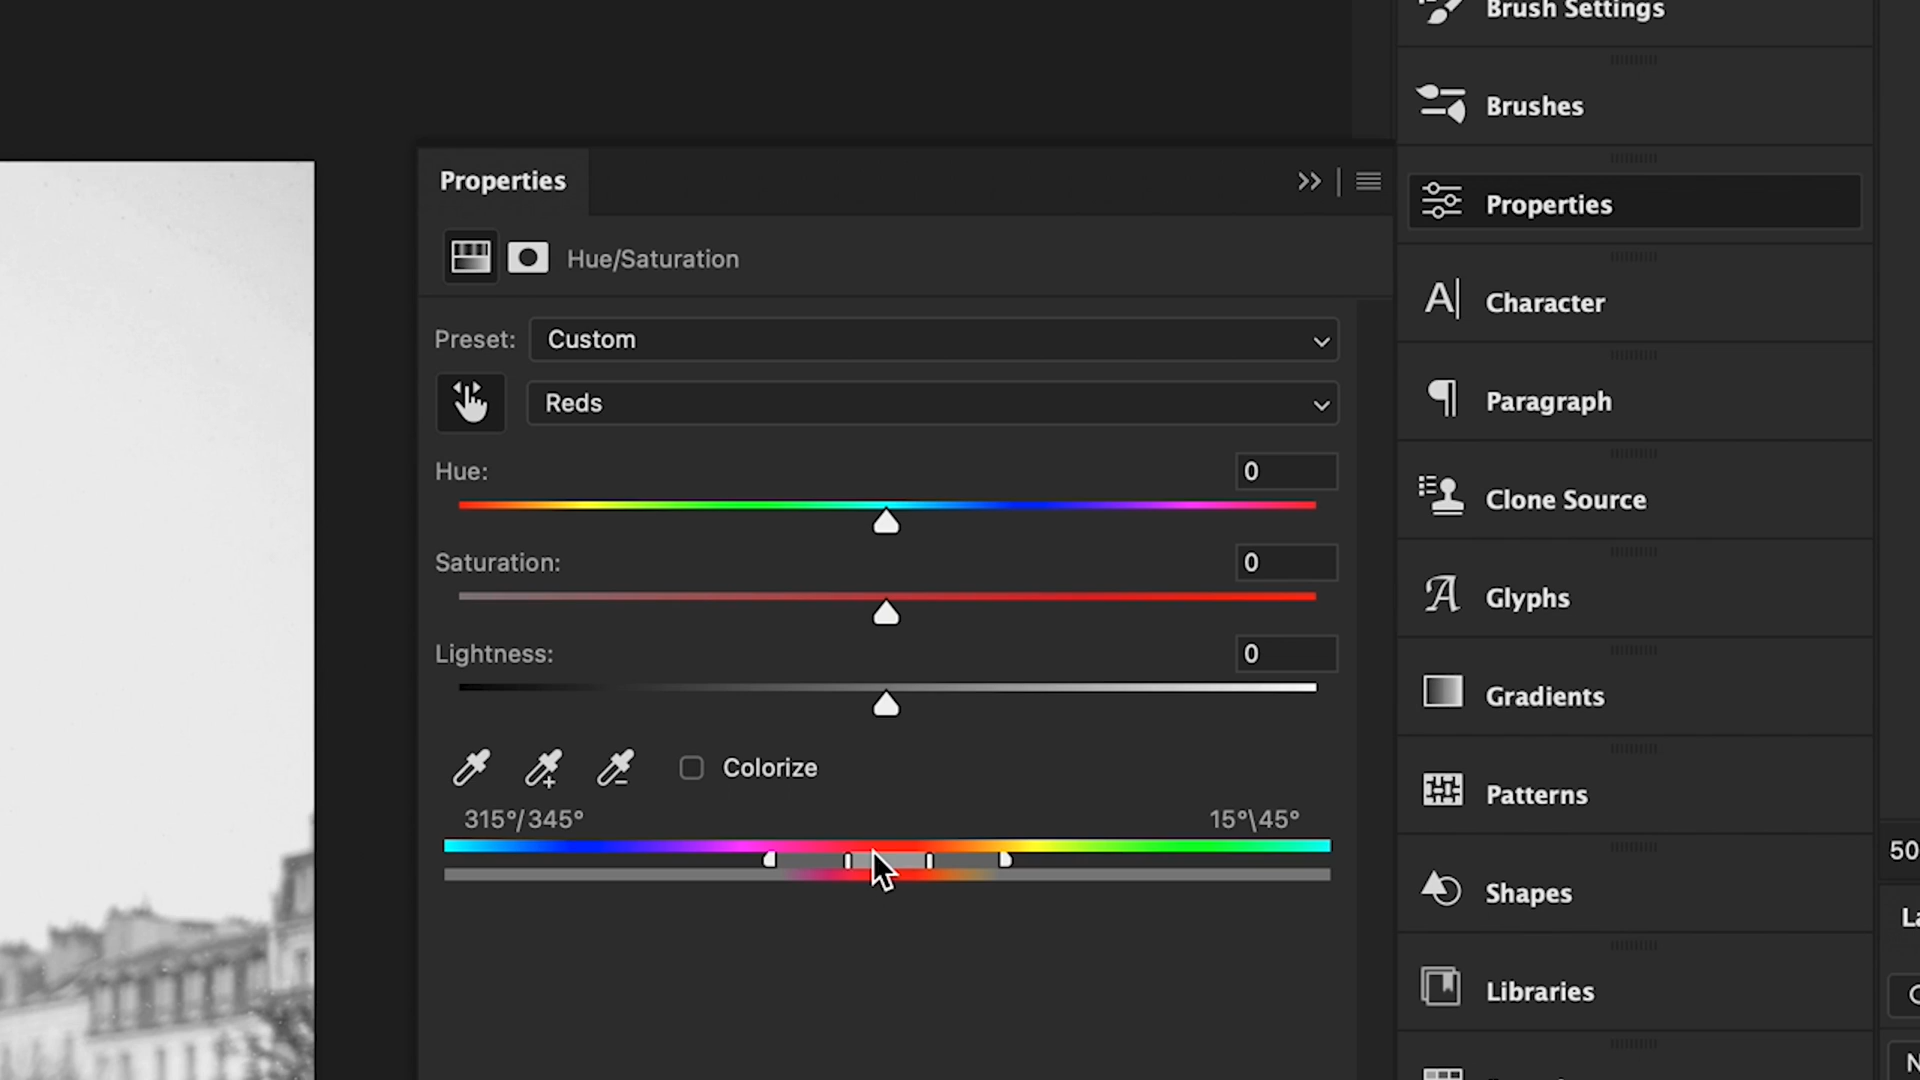 Brush Settings
Brushes
Properties
Properties
Hue/Saturation
Preset: Custom
Reds
Hue: 0
Saturation: 0
Lightness: 0
Colorize
315°/345° 15°\45°
Character
Paragraph
Clone Source
Glyphs
Gradients
Patterns
Shapes
Libraries
50
La